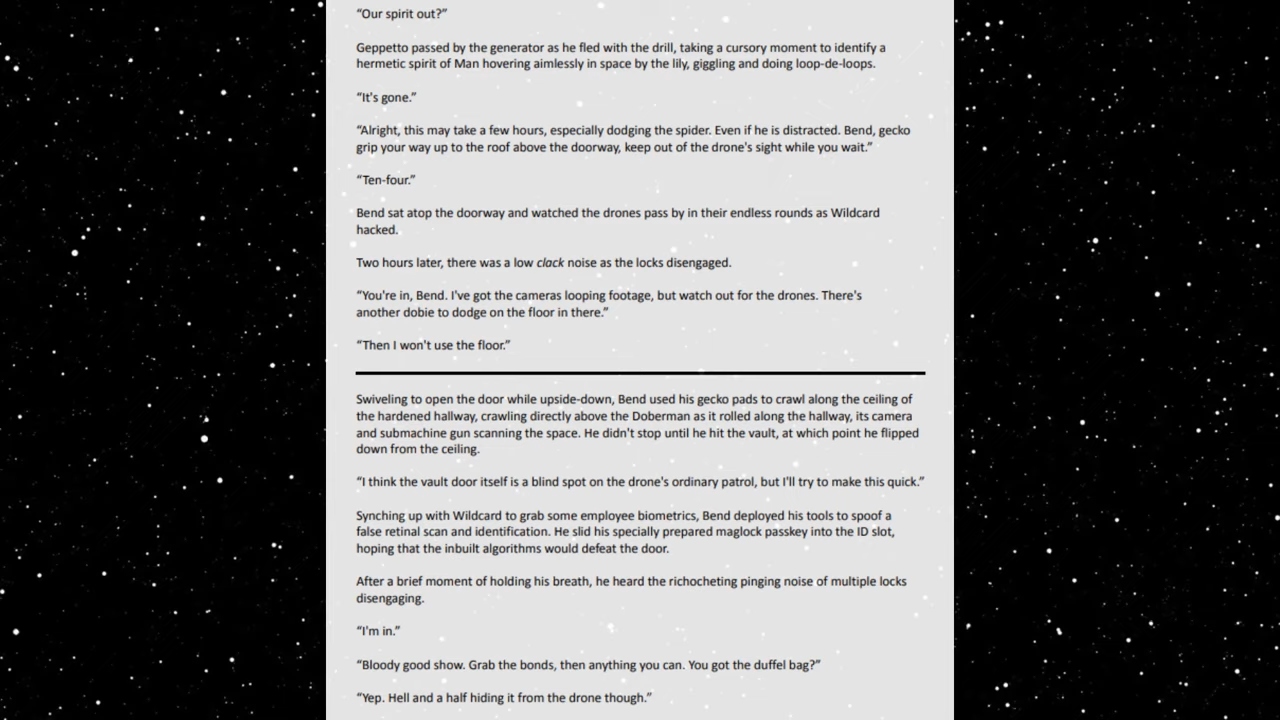 “Our spirit out?”
Geppetto passed by the generator as he fled with the drill, taking a cursory moment to identify a
hermetic spirit of Man hovering aimlessly in space by the lily, giggling and doing loop-de-loops.
“It's gone.”
“Alright, this may take a few hours, especially dodging the spider. Even if he is distracted. Bend, gecko
grip your way up to the roof above the doorway, keep out of the drone's sight while you wait.”
“Ten-four.”
Bend sat atop the doorway and watched the drones pass by in their endless rounds as Wildcard
hacked.
Two hours later, there was a low clack noise as the locks disengaged.
“You're in, Bend. I've got the cameras looping footage, but watch out for the drones. There's
another dobie to dodge on the floor in there.”
“Then I won't use the floor.”
Swiveling to open the door while upside-down, Bend used his gecko pads to crawl along the ceiling of
the hardened hallway, crawling directly above the Doberman as it rolled along the hallway, its camera
and submachine gun scanning the space. He didn't stop until he hit the vault, at which point he flipped
down from the ceiling.
“I think the vault door itself is a blind spot on the drone's ordinary patrol, but I'll try to make this quick.”
Synching up with Wildcard to grab some employee biometrics, Bend deployed his tools to spoof a
false retinal scan and identification. He slid his specially prepared maglock passkey into the ID slot,
hoping that the inbuilt algorithms would defeat the door.
After a brief moment of holding his breath, he heard the richocheting pinging noise of multiple locks
disengaging.
“I'm in.”
“Bloody good show. Grab the bonds, then anything you can. You got the duffel bag?”
“Yep. Hell and a half hiding it from the drone though.”